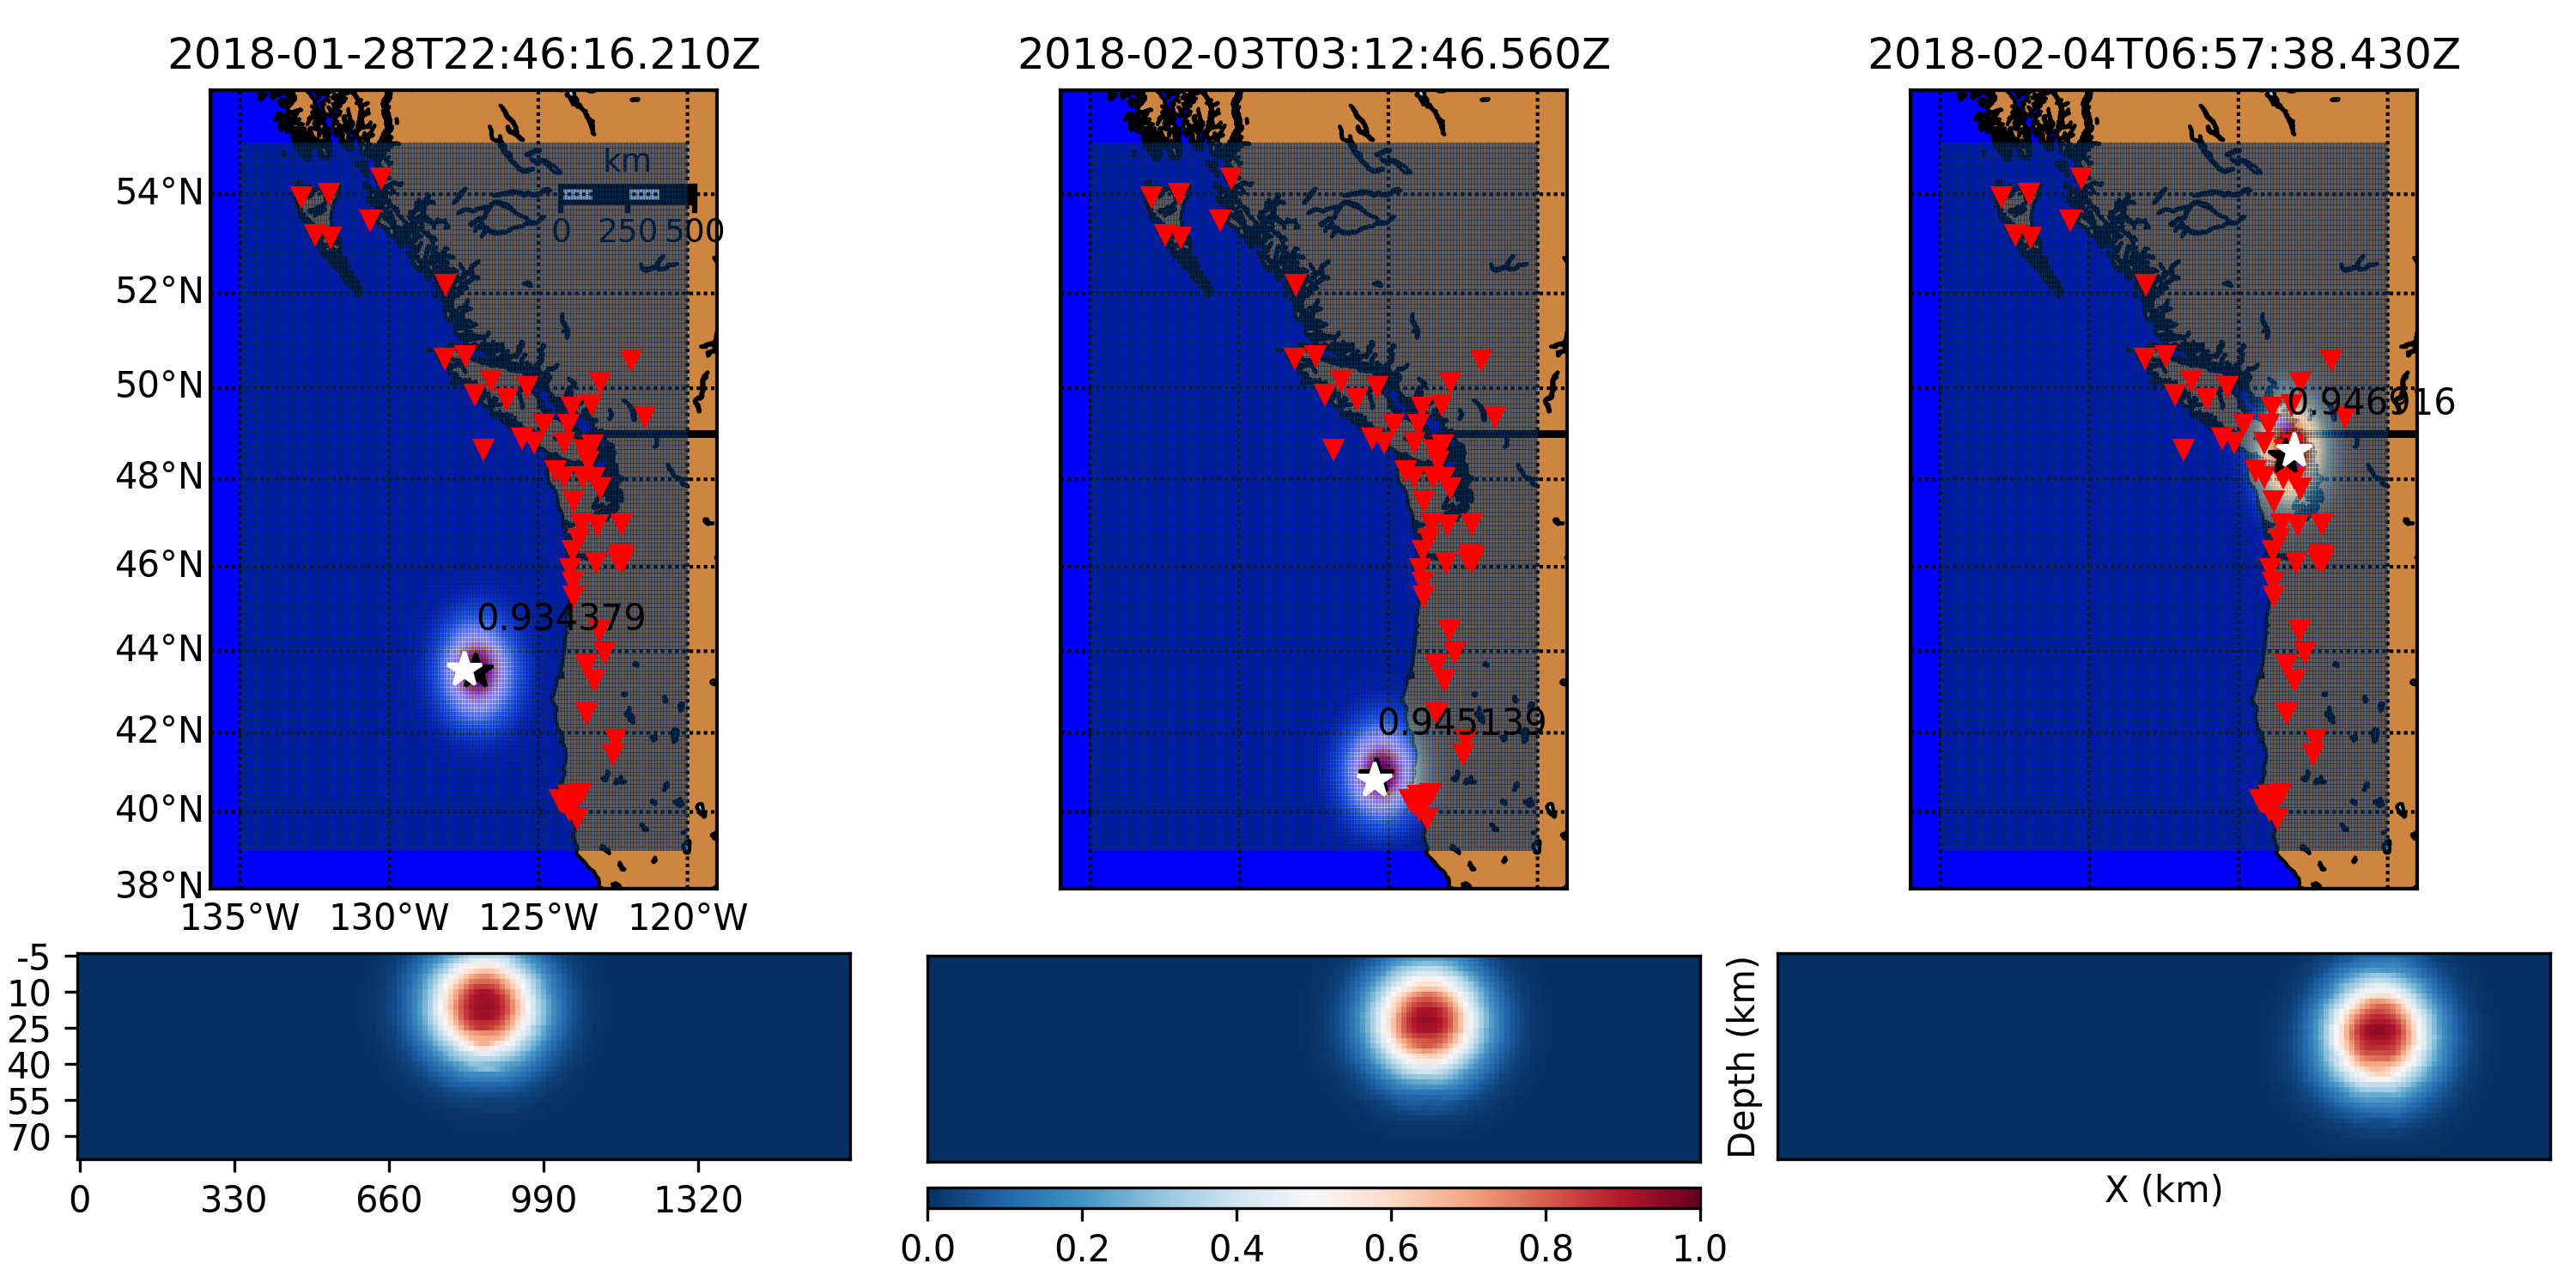 2018-01-28T22:46:16.210Z
2018-02-03T03:12:46.560Z
2018-02-04T06:57:38.430Z
km
0 250 500
54°N
52°N
50°N
48°N
46°N
44°N
42°N
40°N
38°N
135°W 130°W 125°W 120°W
0.934379
0.945139
0.946916
-5
10
25
40
55
70
0 330 660 990 1320
0.0 0.2 0.4 0.6 0.8 1.0
Depth (km)
X (km)